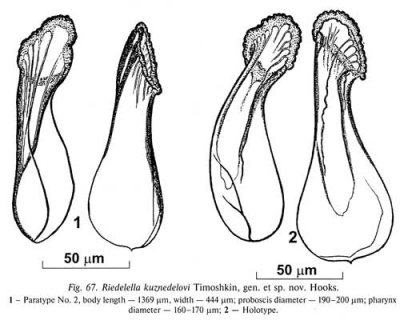 1
2
50 μm
50 μm
Fig. 67. Riedelella kuznedelovi Timoshkin, gen. et sp. nov. Hooks.
1 – Paratype No. 2, body length — 1369 μm, width — 444 μm; proboscis diameter — 190–200 μm; pharynx
diameter — 160–170 μm; 2 — Holotype.